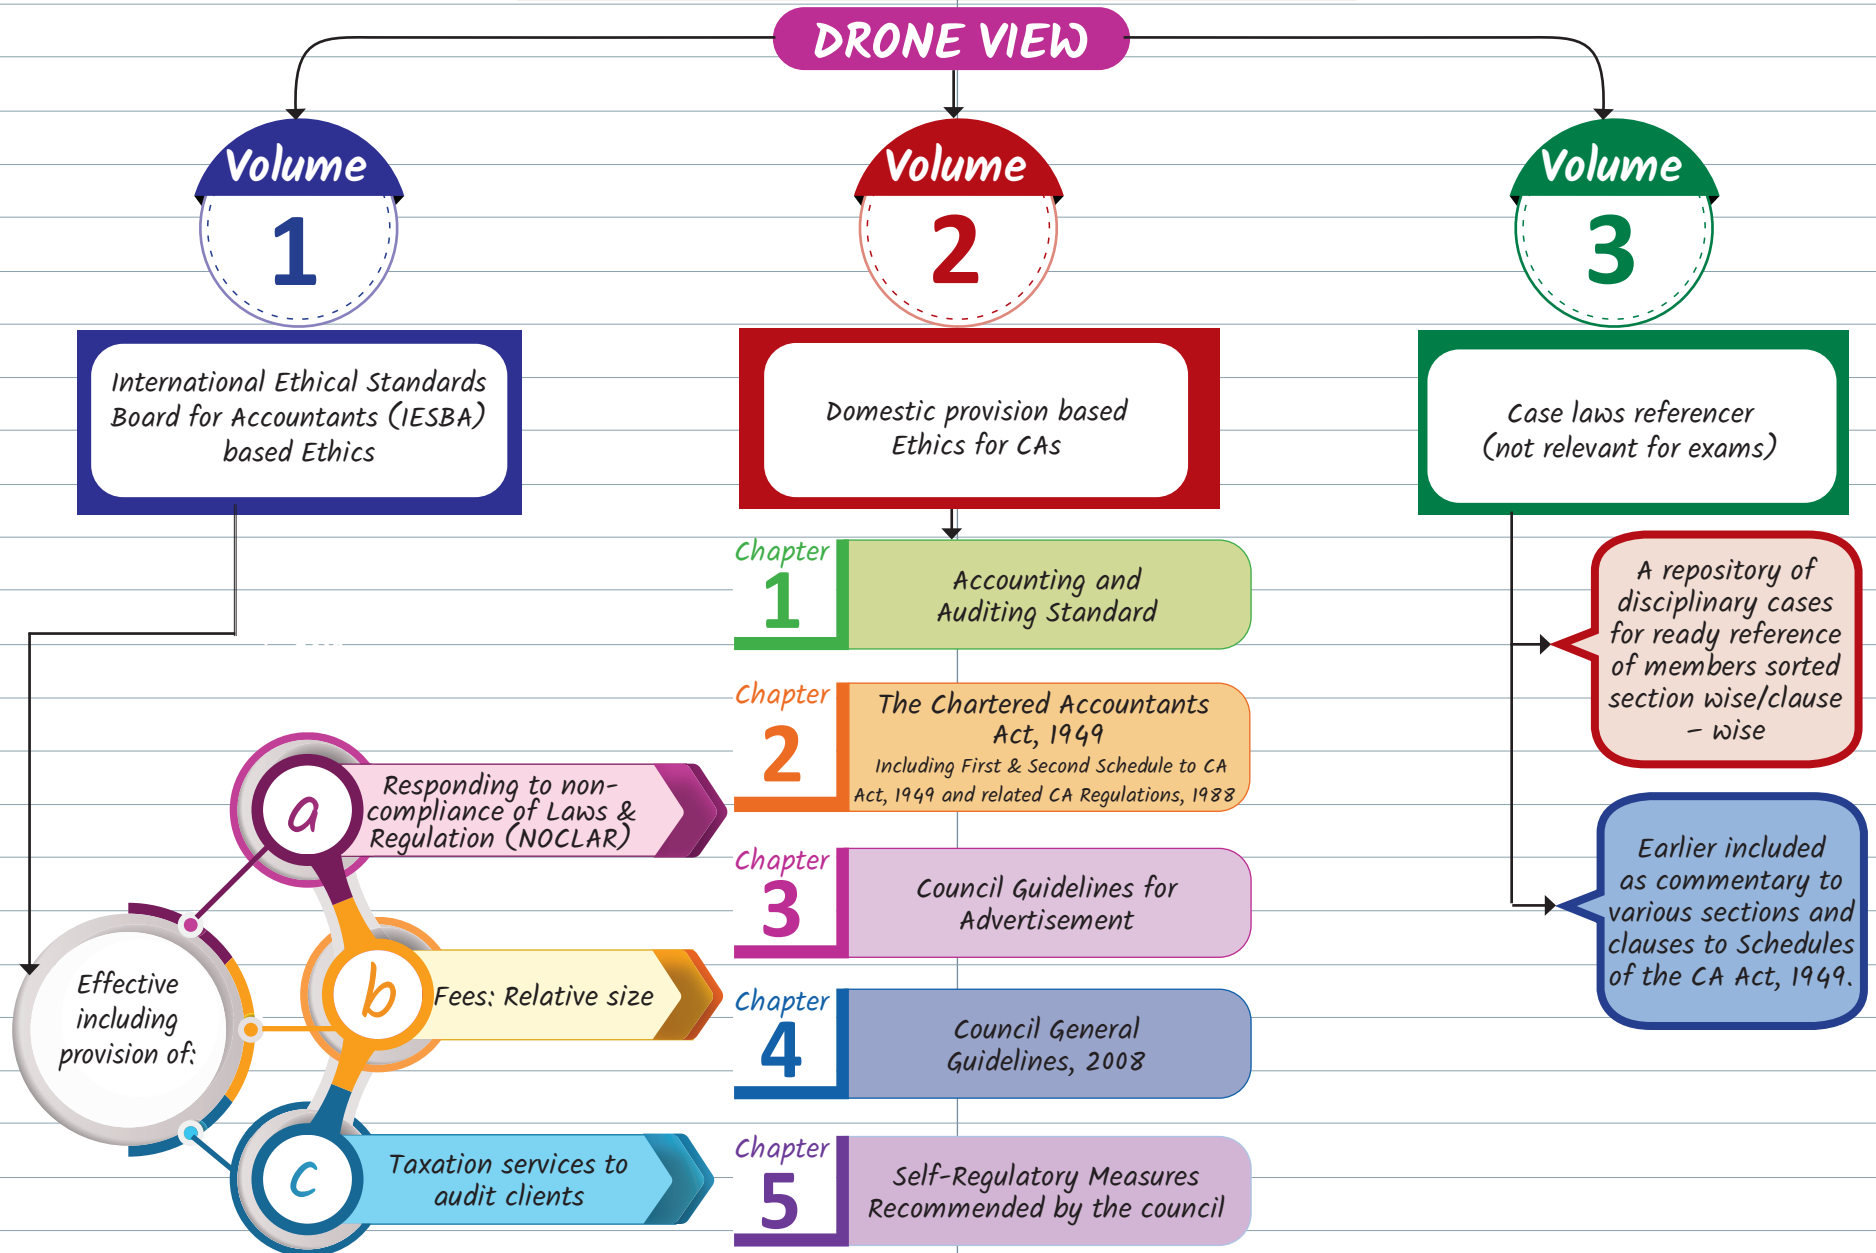 DRONE VIEW
Volume
1
International Ethical Standards
Board for Accountants (IESBA)
based Ethics
Effective
including
provision of:
a
Responding to non-
compliance of Laws &
Regulation (NOCLAR)
b
Fees: Relative size
c
Taxation services to
audit clients
Volume
2
Domestic provision based
Ethics for CAs
Chapter
1
Accounting and
Auditing Standard
Chapter
2
The Chartered Accountants
Act, 1949
Including First & Second Schedule to CA
Act, 1949 and related CA Regulations, 1988
Chapter
3
Council Guidelines for
Advertisement
Chapter
4
Council General
Guidelines, 2008
Chapter
5
Self-Regulatory Measures
Recommended by the council
Volume
3
Case laws referencer
(not relevant for exams)
A repository of
disciplinary cases
for ready reference
of members sorted
section wise/clause
– wise
Earlier included
as commentary to
various sections and
clauses to Schedules
of the CA Act, 1949.